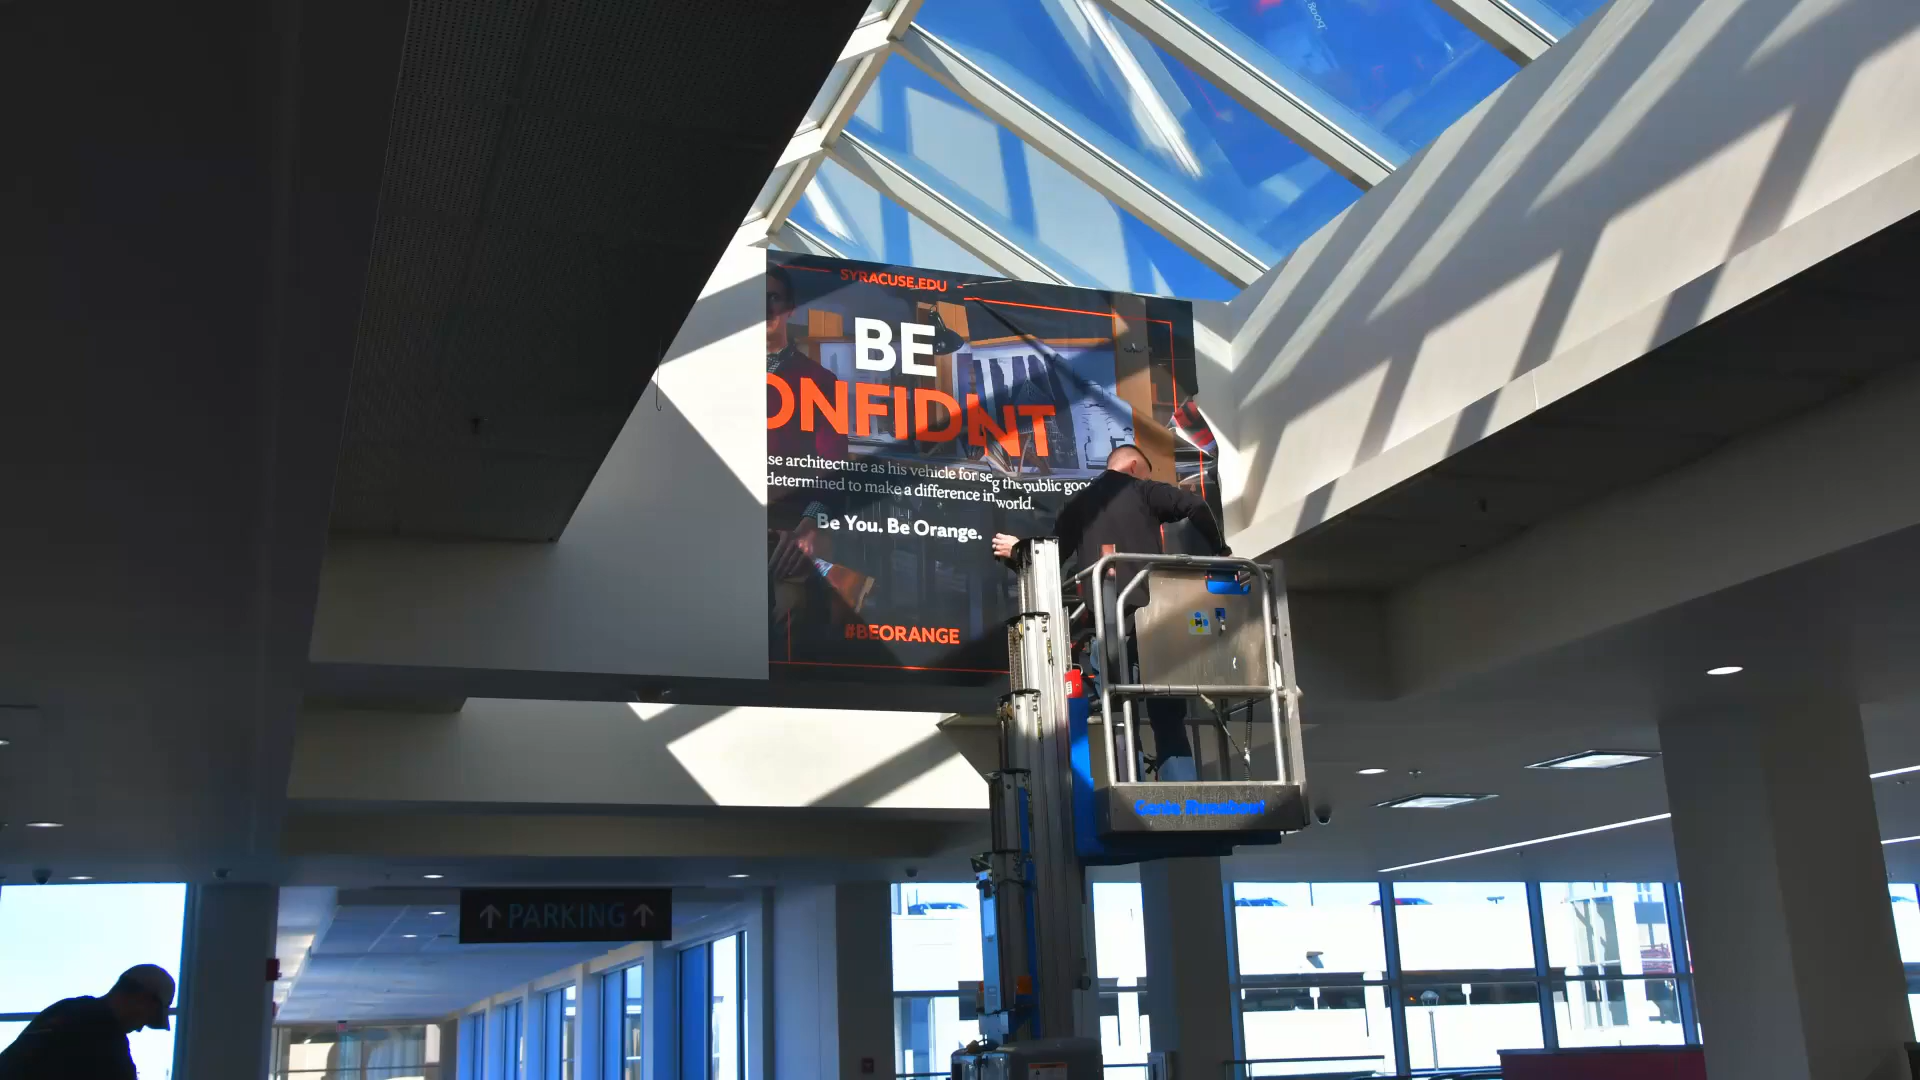 SYRACUSE.EDU
BE
ONFIDNT
se architecture as his vehicle for seg the public goo
determined to make a difference in world.
Be You. Be Orange.
#BEORANGE
PARKING